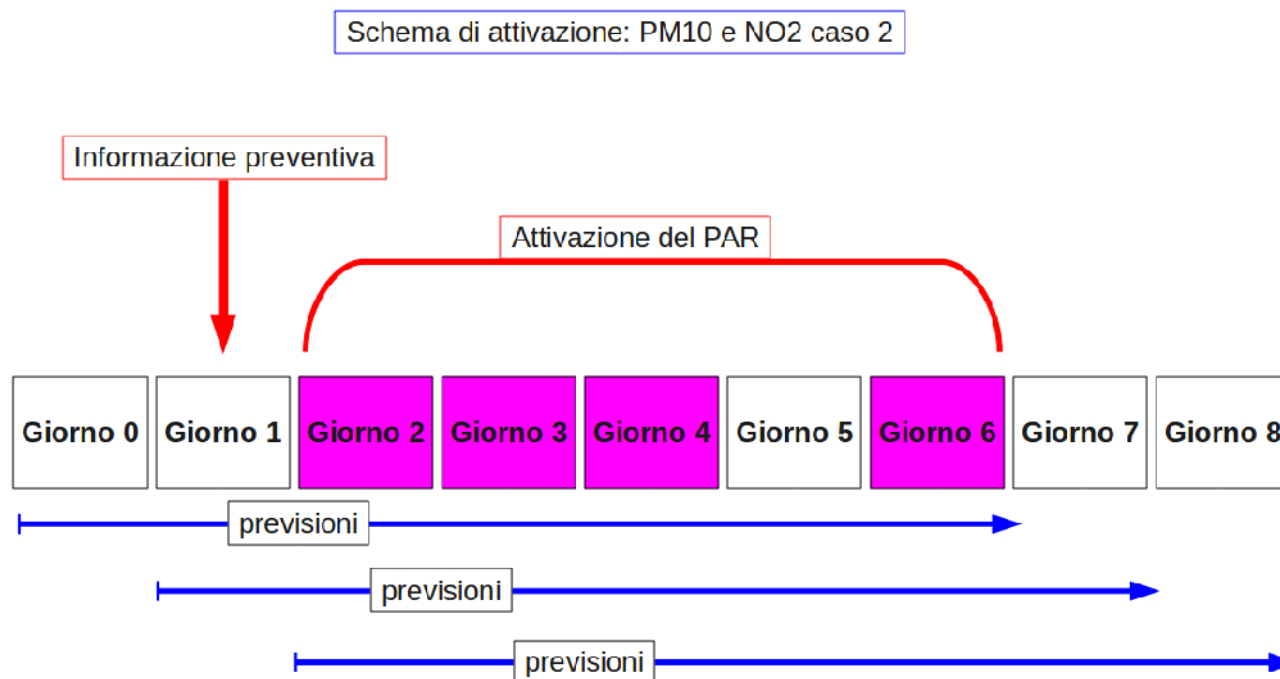 Schema di attivazione: PM10 e NO2 caso 2
Informazione preventiva
Attivazione del PAR
Giorno 0
Giorno 1
Giorno 2
Giorno 3
Giorno 4
Giorno 5
Giorno 6
Giorno 7
Giorno 8
previsioni
previsioni
previsioni